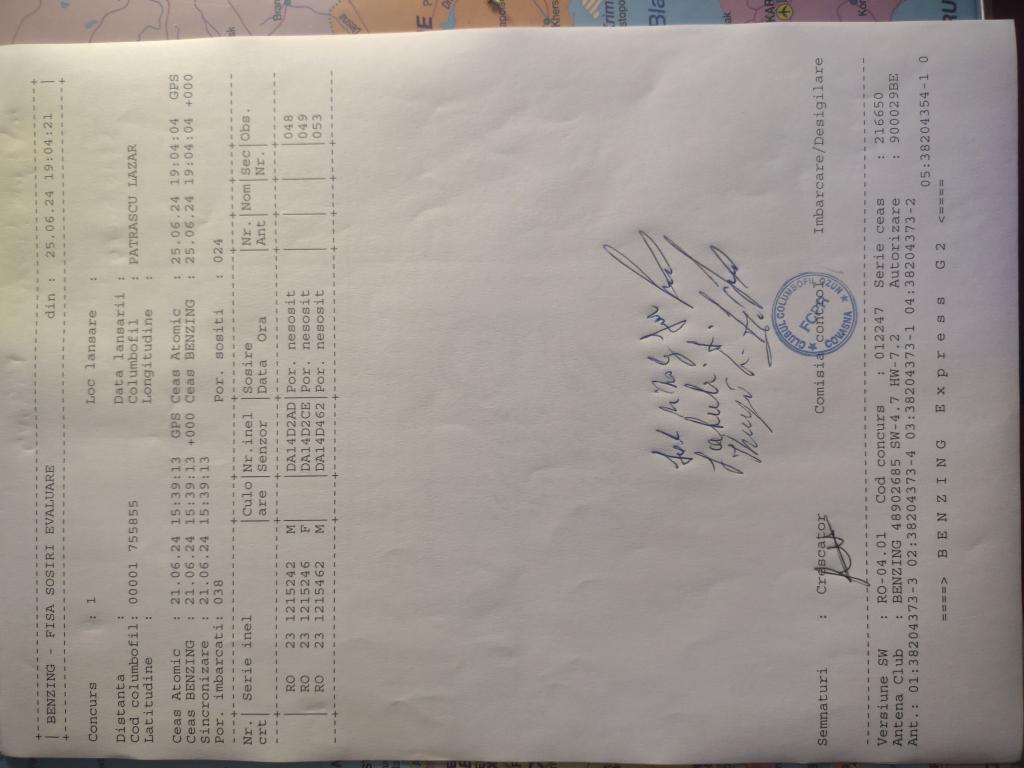 | BENZING - FISA SOSIRI EVALUARE din : 25.06.24 19:04:21 |
Concurs : 1 Loc lansare :
Distanta : Data lansarii :
Cod columbofil: 00001 755855 Columbofil : PATRASCU LAZAR
Latitudine : Longitudine :
Ceas Atomic : 21.06.24 15:39:13 GPS Ceas Atomic : 25.06.24 19:04:04 GPS
Ceas BENZING : 21.06.24 15:39:13 +000 Ceas BENZING : 25.06.24 19:04:04 +000
Sincronizare : 21.06.24 15:39:13
Por. imbarcati: 038 Por. sositi : 024
Nr.| Serie inel |Culo|Nr.inel |Sosire |Nr. |Nom|Sec|Obs.
crt| |are |Senzor |Data Ora |Ant | |Nr.|
| RO 23 1215242 M | |DA14D2AD|Por. nesosit | | | |048
| RO 23 1215246 F | |DA14D2CE|Por. nesosit | | | |049
| RO 23 1215462 M | |DA14D462|Por. nesosit | | | |053
Semnaturi : Crescator Comisia concurs Imbarcare/Desigilare
CLUBUL COLUMBOFIL OZUN
FCPR
COVASNA
Versiune SW : RO-04.01 Cod concurs : 012247 Serie ceas : 216650
Antena Club : BENZING 48902685 SW-4.7 HW-7.2 Autorizare : 900029BE
Ant.: 01:38204373-3 02:38204373-4 03:38204373-1 04:38204373-2
05:38204354-1 0
====> B E N Z I N G E x p r e s s G 2 <====